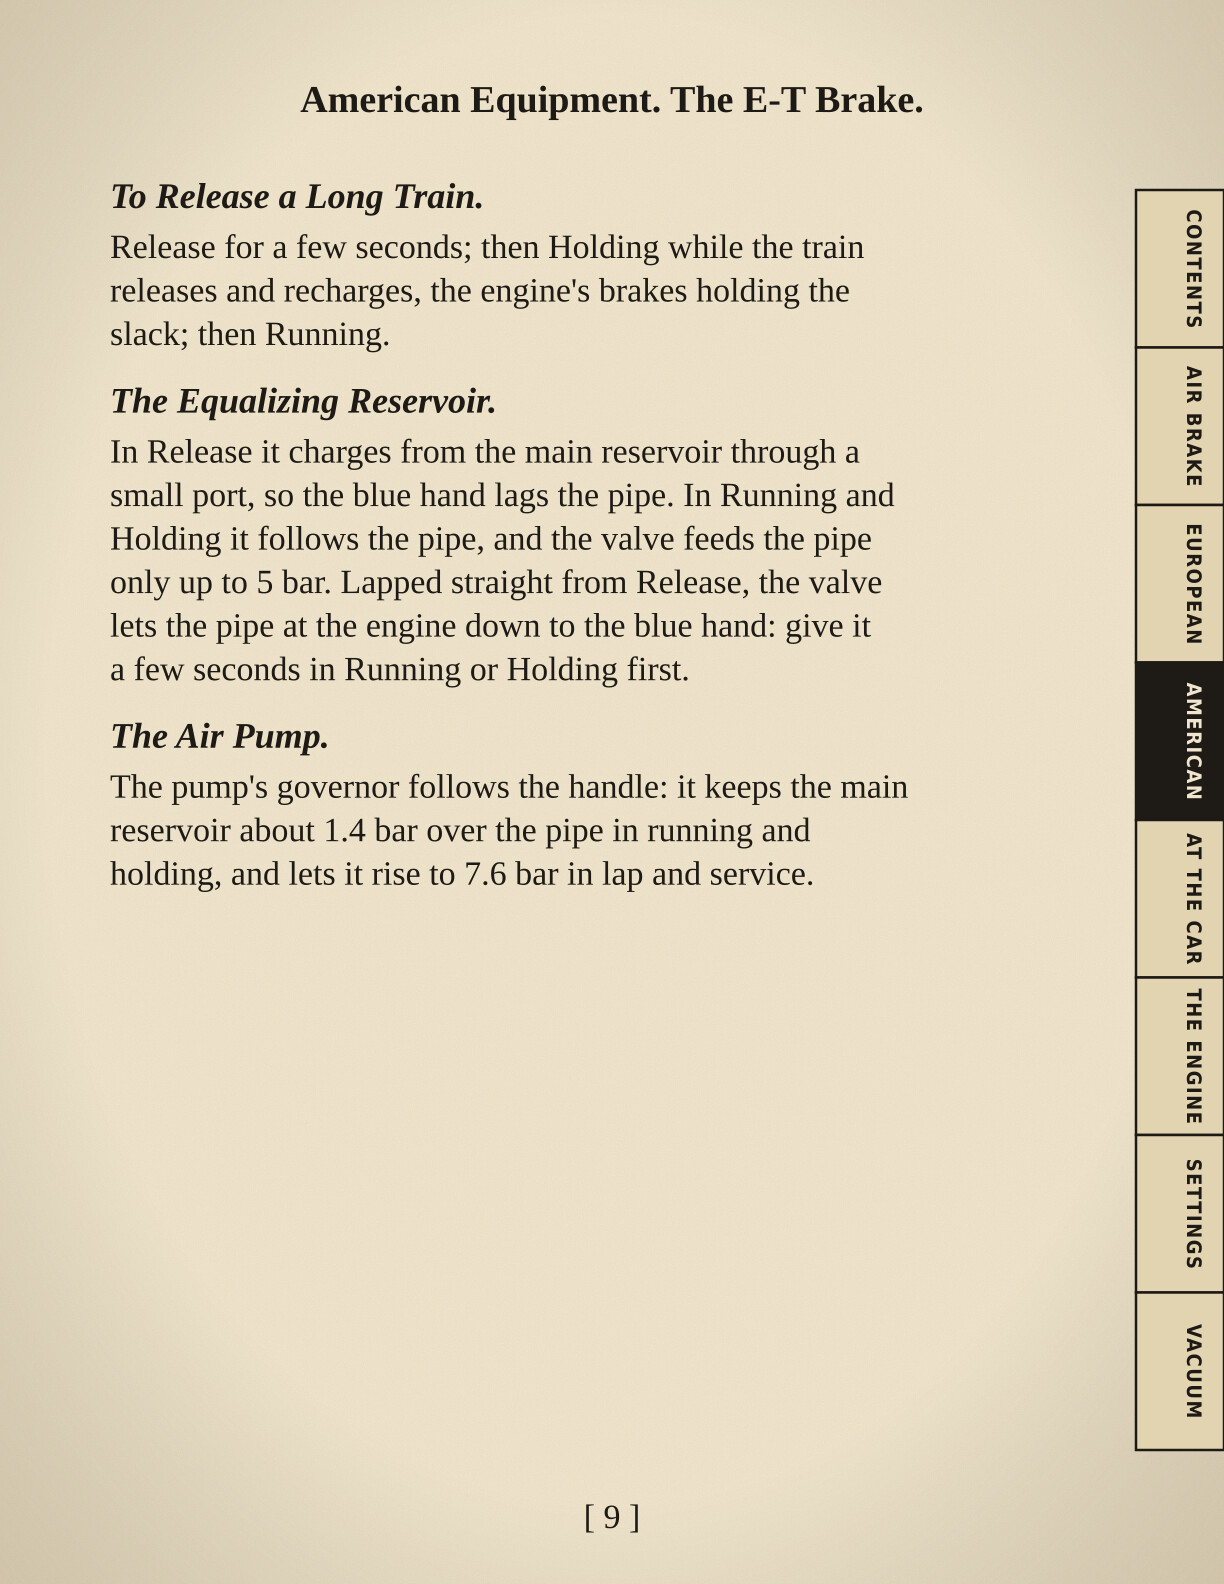 American Equipment. The E-T Brake.
To Release a Long Train.
Release for a few seconds; then Holding while the train
releases and recharges, the engine's brakes holding the
slack; then Running.
The Equalizing Reservoir.
In Release it charges from the main reservoir through a
small port, so the blue hand lags the pipe. In Running and
Holding it follows the pipe, and the valve feeds the pipe
only up to 5 bar. Lapped straight from Release, the valve
lets the pipe at the engine down to the blue hand: give it
a few seconds in Running or Holding first.
The Air Pump.
The pump's governor follows the handle: it keeps the main
reservoir about 1.4 bar over the pipe in running and
holding, and lets it rise to 7.6 bar in lap and service.
[ 9 ]
CONTENTS
AIR BRAKE
EUROPEAN
AMERICAN
AT THE CAR
THE ENGINE
SETTINGS
VACUUM